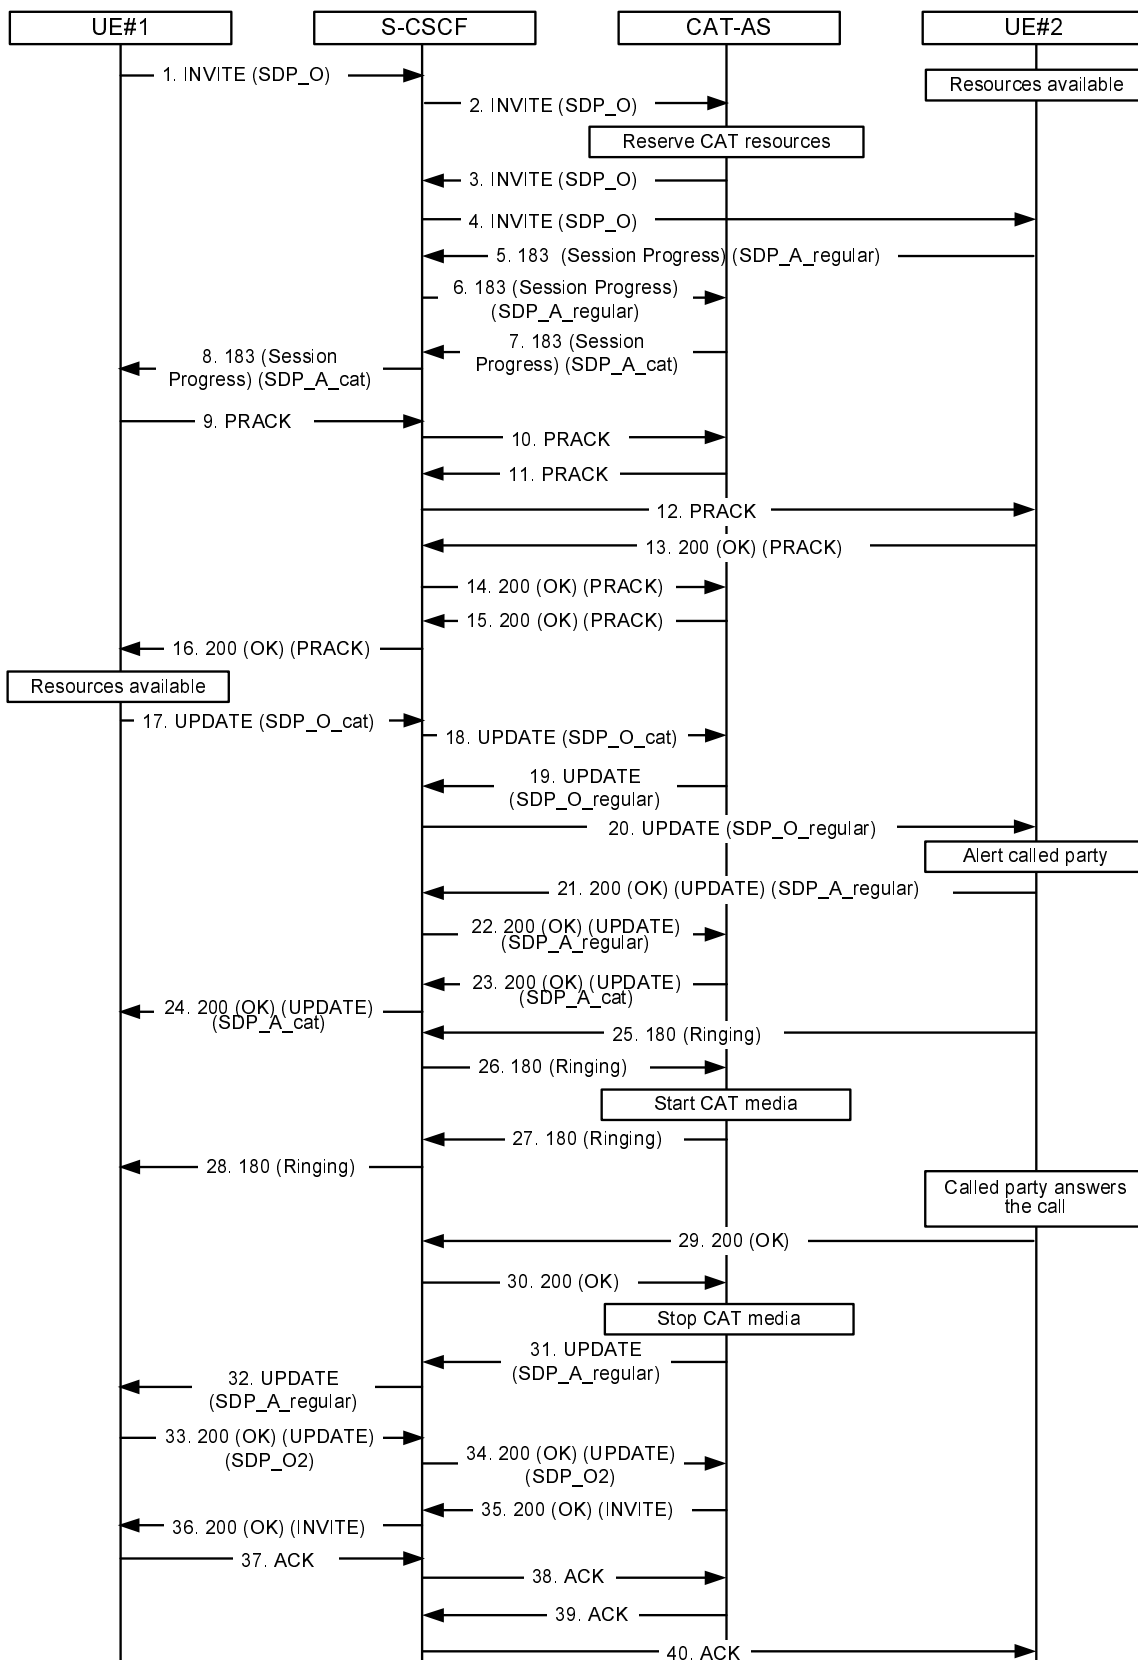 UE#1
S-CSCF
CAT-AS
UE#2
1. INVITE (SDP_O)
Resources available
2. INVITE (SDP_O)
Reserve CAT resources
3. INVITE (SDP_O)
4. INVITE (SDP_O)
5. 183 (Session Progress) (SDP_A_regular)
6. 183 (Session Progress)
(SDP_A_regular)
7. 183 (Session
Progress) (SDP_A_cat)
8. 183 (Session
Progress) (SDP_A_cat)
9. PRACK
10. PRACK
11. PRACK
12. PRACK
13. 200 (OK) (PRACK)
14. 200 (OK) (PRACK)
15. 200 (OK) (PRACK)
16. 200 (OK) (PRACK)
Resources available
17. UPDATE (SDP_O_cat)
18. UPDATE (SDP_O_cat)
19. UPDATE
(SDP_O_regular)
20. UPDATE (SDP_O_regular)
Alert called party
21. 200 (OK) (UPDATE) (SDP_A_regular)
22. 200 (OK) (UPDATE)
(SDP_A_regular)
23. 200 (OK) (UPDATE)
(SDP_A_cat)
24. 200 (OK) (UPDATE)
(SDP_A_cat)
25. 180 (Ringing)
26. 180 (Ringing)
Start CAT media
27. 180 (Ringing)
28. 180 (Ringing)
Called party answers
the call
29. 200 (OK)
30. 200 (OK)
Stop CAT media
31. UPDATE
(SDP_A_regular)
32. UPDATE
(SDP_A_regular)
33. 200 (OK) (UPDATE)
(SDP_O2)
34. 200 (OK) (UPDATE)
(SDP_O2)
35. 200 (OK) (INVITE)
36. 200 (OK) (INVITE)
37. ACK
38. ACK
39. ACK
40. ACK